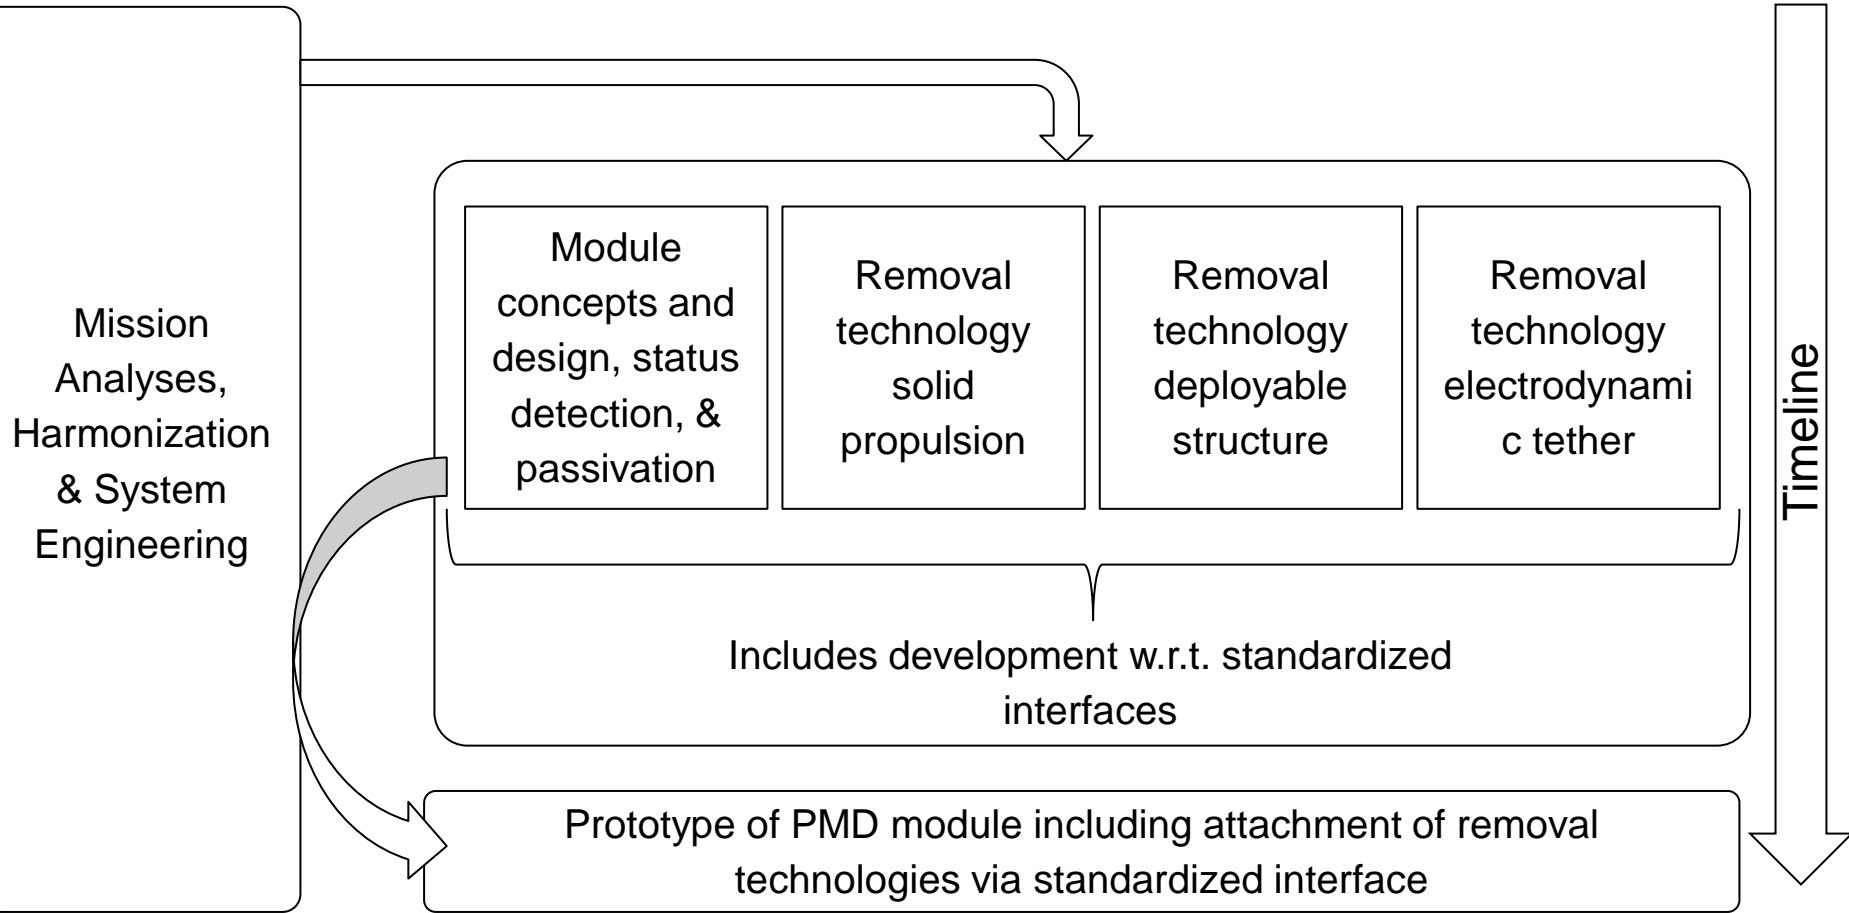 Mission
Analyses,
Harmonization
& System
Engineering
Module
concepts and
design, status
detection, &
passivation
Removal
technology
solid
propulsion
Removal
technology
deployable
structure
Removal
technology
electrodynami
c tether
Includes development w.r.t. standardized
interfaces
Prototype of PMD module including attachment of removal
technologies via standardized interface
Timeline